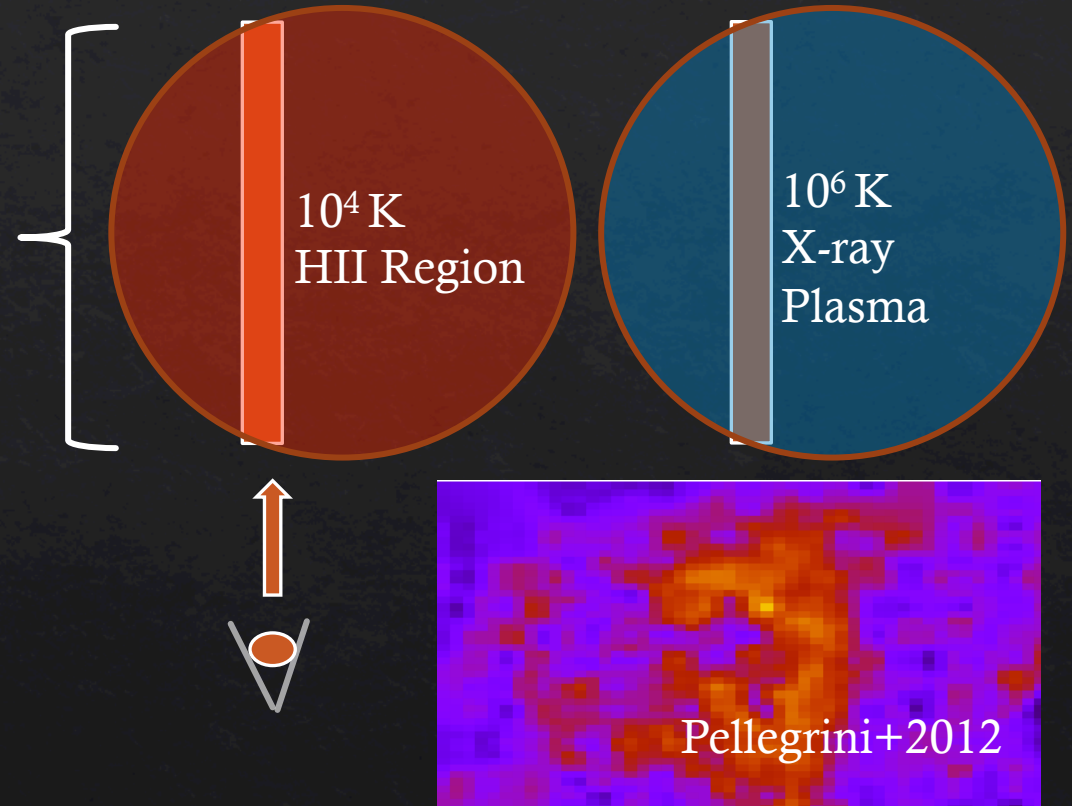 10⁴ K
HII Region
10⁶ K
X-ray
Plasma
Pellegrini+2012